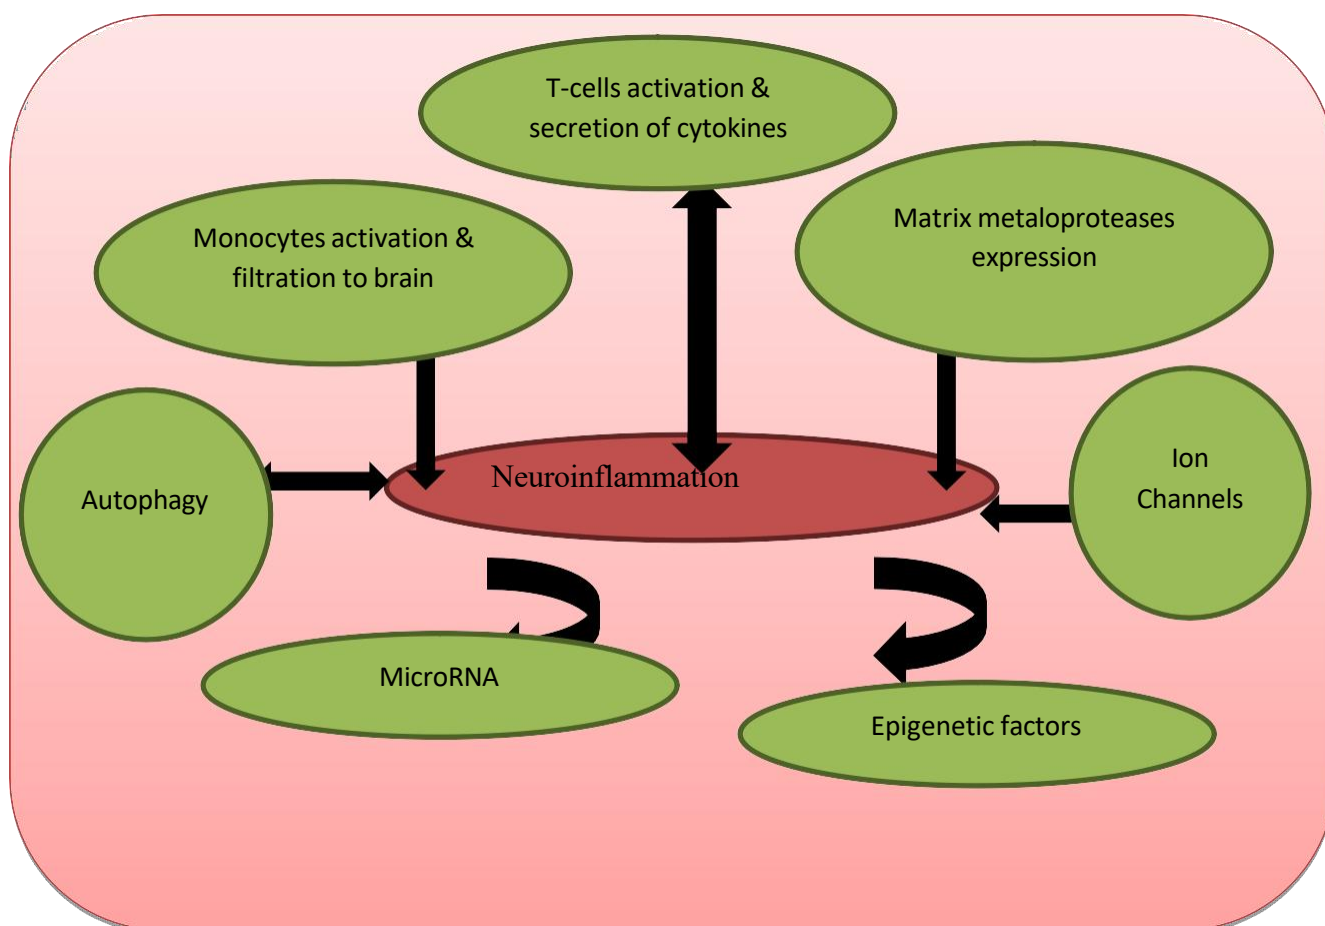 T-cells activation &
secretion of cytokines
Matrix metaloproteases
expression
Monocytes activation &
filtration to brain
Ion
Channels
Neuroinflammation
Autophagy
MicroRNA
Epigenetic factors